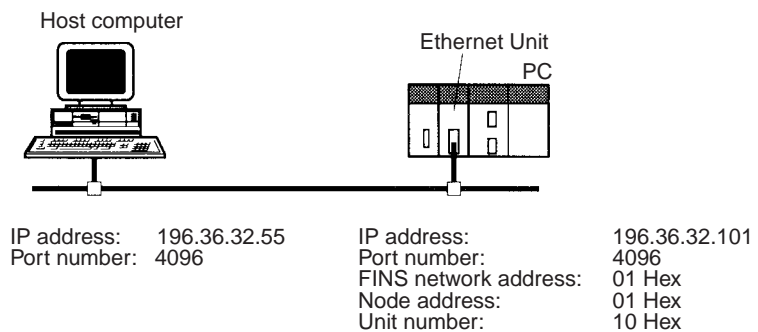 Host computer
Ethernet Unit
PC
IP address: 196.36.32.55
Port number: 4096
IP address: 196.36.32.101
Port number: 4096
FINS network address: 01 Hex
Node address: 01 Hex
Unit number: 10 Hex